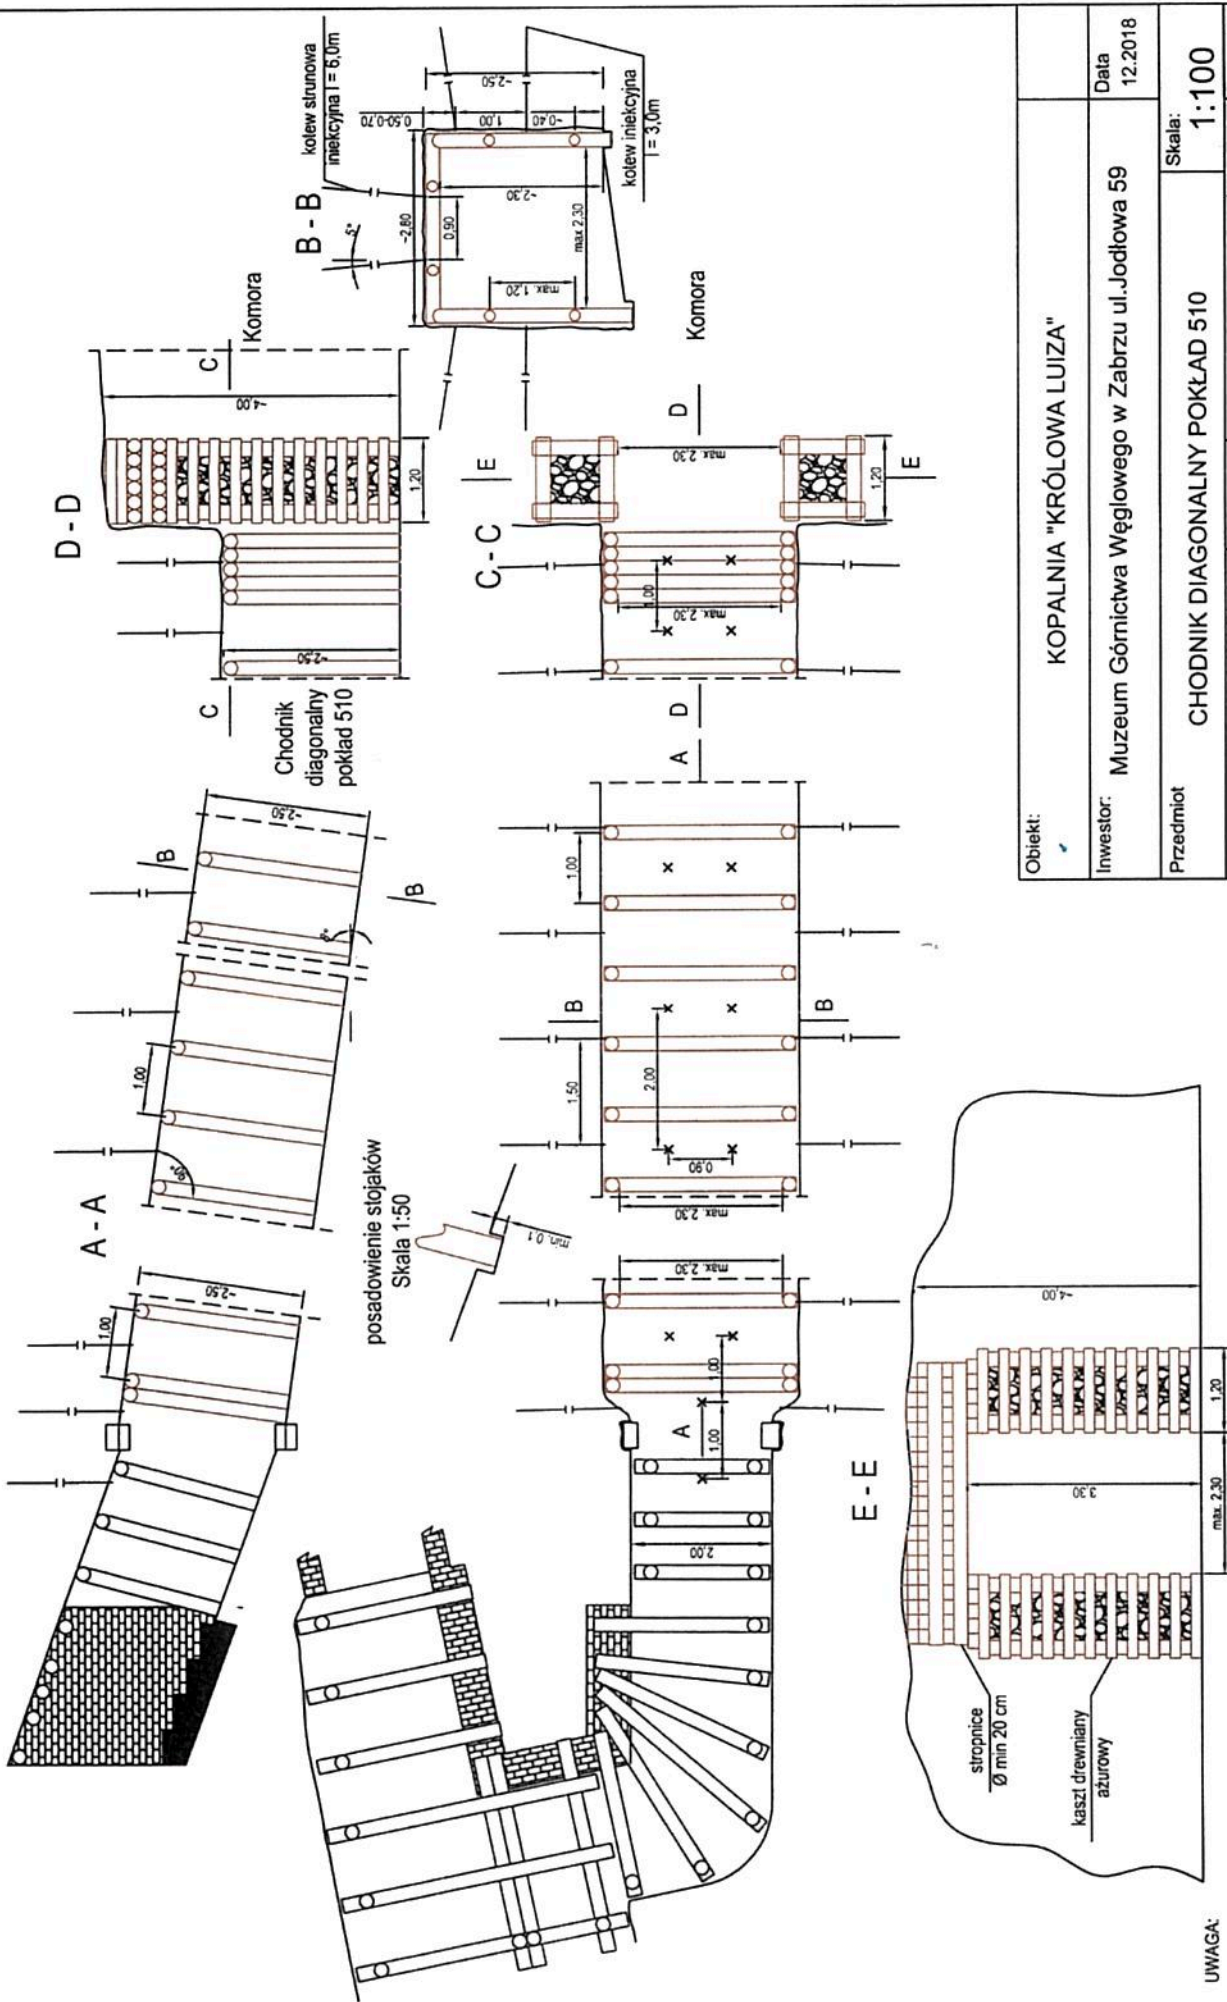 A - A
1,00
~2,50
90°
1,00
8°
~2,50
B
B
posadowienie stojaków
Skala 1:50
min. 0,1
Chodnik
diagonalny
pokład 510
D - D
C
C
~2,50
~4,00
1,20
Komora
B - B
kotew strunowa
iniekcyjna l = 6,0m
5°
~2,80
0,90
~2,30
max 2,30
max. 1,20
0,50-0,70
1,00
~0,40
~2,50
kotew iniekcyjna
l = 3,0m
2,00
A
1,00
1,00
max. 2,30
max. 2,30
0,90
1,50
2,00
B
B
1,00
A
D
C - C
max. 2,30
1,00
max. 2,30
E
E
1,20
D
Komora
E - E
stropnice
Ø min 20 cm
kaszt drewniany
ażurowy
3,30
~4,00
max. 2,30
1,20
UWAGA:
Obiekt:
KOPALNIA "KRÓLOWA LUIZA"
Inwestor:
Muzeum Górnictwa Węglowego w Zabrzu ul.Jodłowa 59
Data
12.2018
Przedmiot
CHODNIK DIAGONALNY POKŁAD 510
Skala:
1:100